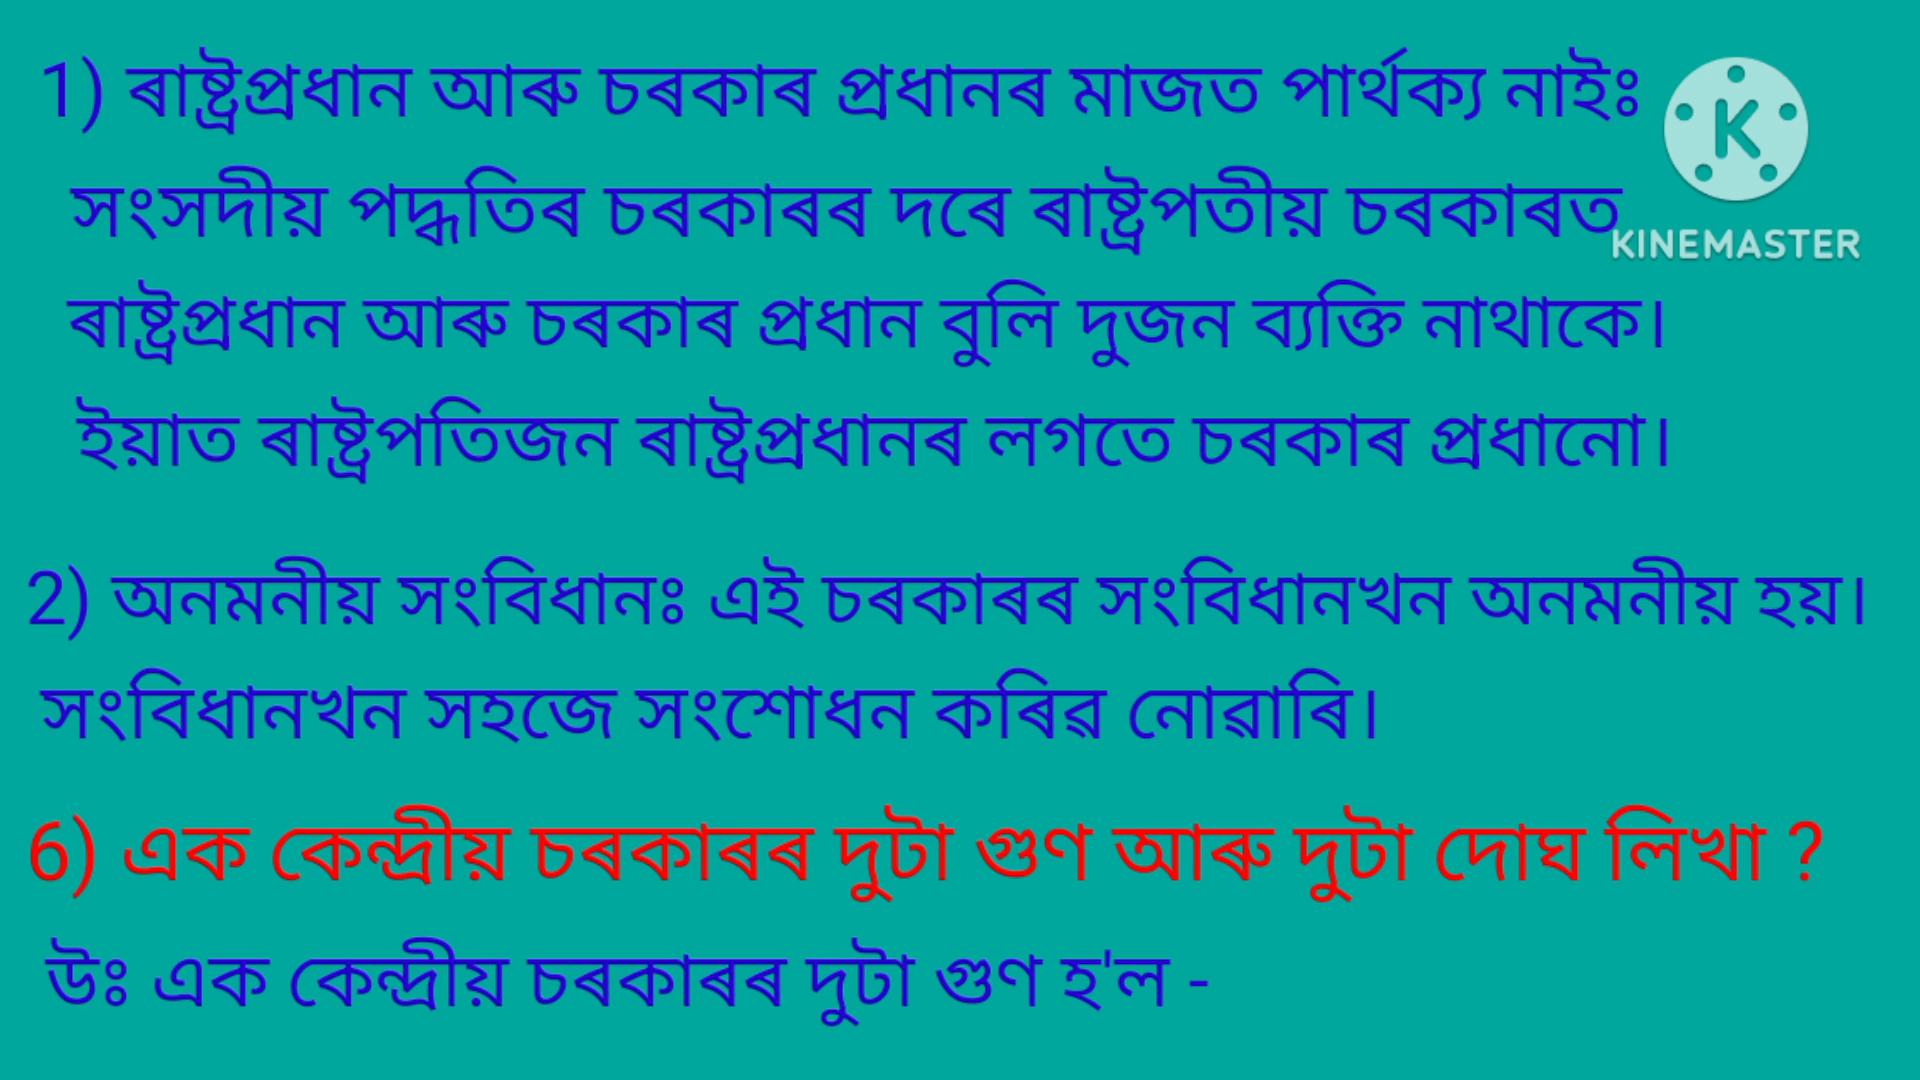 1) ৰাষ্ট্ৰপ্ৰধান আৰু চৰকাৰ প্ৰধানৰ মাজত পাৰ্থক্য নাইঃ
সংসদীয় পদ্ধতিৰ চৰকাৰৰ দৰে ৰাষ্ট্ৰপতীয় চৰকাৰত
KINEMASTER
ৰাষ্ট্ৰপ্ৰধান আৰু চৰকাৰ প্ৰধান বুলি দুজন ব্যক্তি নাথাকে।
ইয়াত ৰাষ্ট্ৰপতিজন ৰাষ্ট্ৰপ্ৰধানৰ লগতে চৰকাৰ প্ৰধানো।
2) অনমনীয় সংবিধানঃ এই চৰকাৰৰ সংবিধানখন অনমনীয় হয়।
সংবিধানখন সহজে সংশোধন কৰিৱ নোৱাৰি।
6) এক কেন্দ্ৰীয় চৰকাৰৰ দুটা গুণ আৰু দুটা দোঘ লিখা ?
উঃ এক কেন্দ্ৰীয় চৰকাৰৰ দুটা গুণ হ'ল -